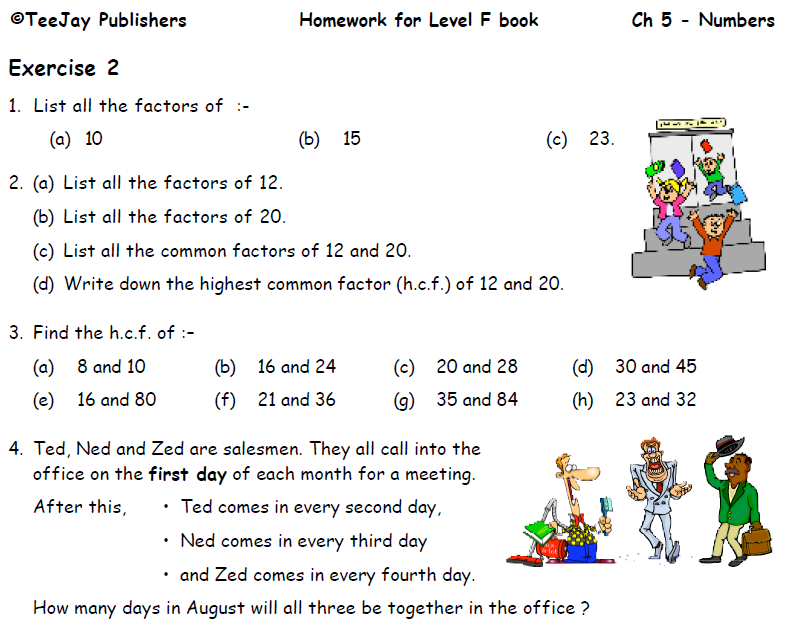 ©TeeJay Publishers Homework for Level F book Ch 5 - Numbers
Exercise 2
1. List all the factors of :-
(a) 10 (b) 15 (c) 23.
2. (a) List all the factors of 12.
(b) List all the factors of 20.
(c) List all the common factors of 12 and 20.
(d) Write down the highest common factor (h.c.f.) of 12 and 20.
3. Find the h.c.f. of :-
(a) 8 and 10 (b) 16 and 24 (c) 20 and 28 (d) 30 and 45
(e) 16 and 80 (f) 21 and 36 (g) 35 and 84 (h) 23 and 32
4. Ted, Ned and Zed are salesmen. They all call into the
office on the first day of each month for a meeting.
After this, • Ted comes in every second day,
• Ned comes in every third day
• and Zed comes in every fourth day.
How many days in August will all three be together in the office ?